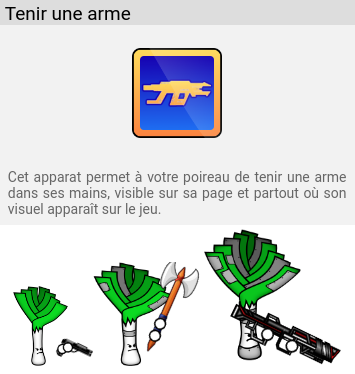 Tenir une arme
Cet apparat permet à votre poireau de tenir une arme
dans ses mains, visible sur sa page et partout où son
visuel apparaît sur le jeu.